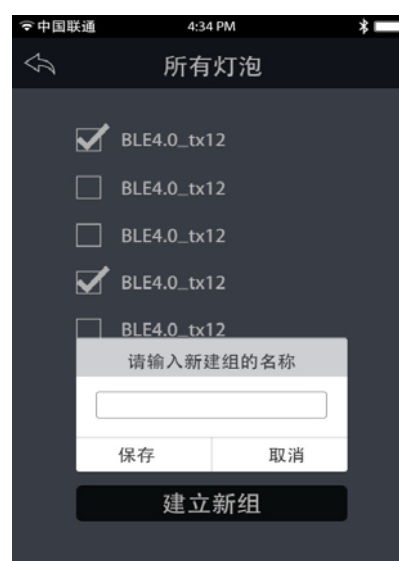 中国联通 4:34 PM
所有灯泡
BLE4.0_tx12
BLE4.0_tx12
BLE4.0_tx12
BLE4.0_tx12
BLE4.0_tx12
请输入新建组的名称
保存 取消
建立新组